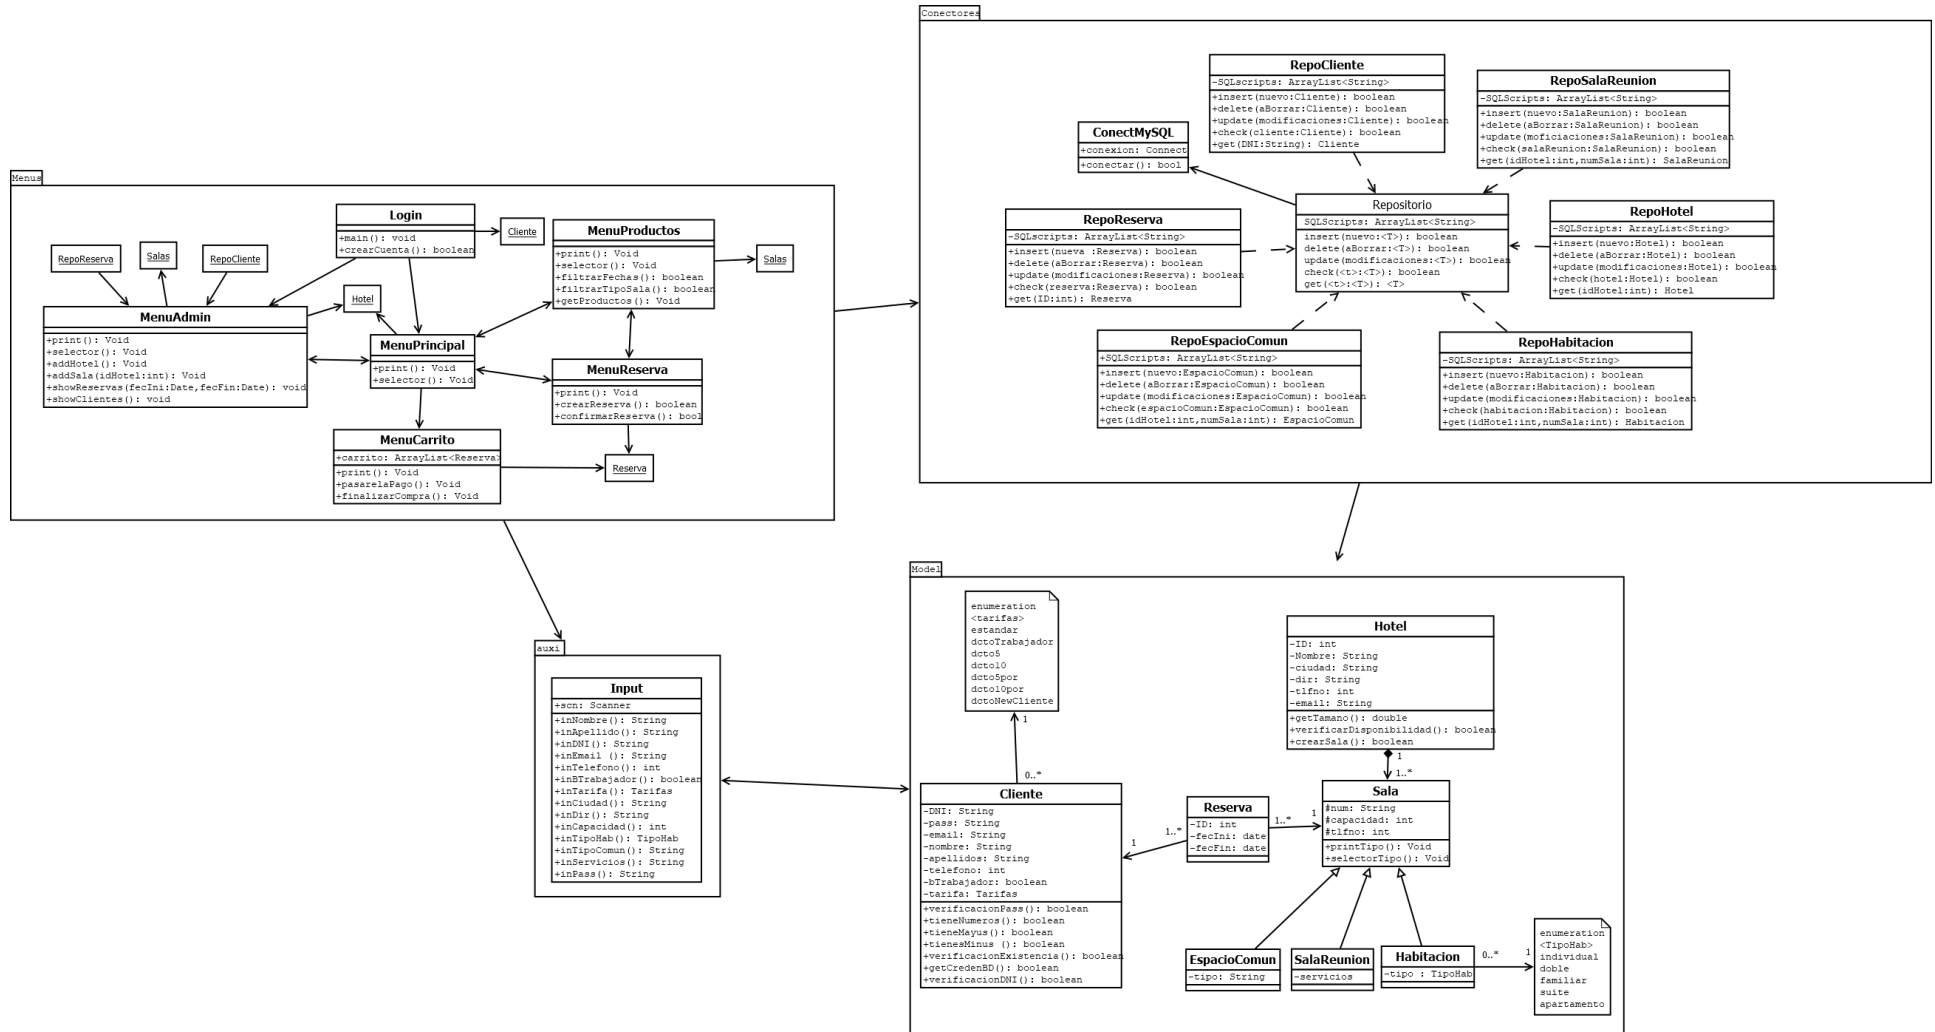 Menus
Login
+main(): void
+crearCuenta(): boolean
Cliente
MenuProductos
+print(): Void
+selector(): Void
+filtrarFechas(): boolean
+filtrarTipoSala(): boolean
+getProductos(): Void
Salas
RepoReserva
Salas
RepoCliente
Hotel
MenuAdmin
+print(): Void
+selector(): Void
+addHotel(): Void
+addSala(idHotel:int): Void
+showReservas(fecIni:Date,fecFin:Date): void
+showClientes(): void
MenuPrincipal
+print(): Void
+selector(): Void
MenuReserva
+print(): Void
+crearReserva(): boolean
+confirmarReserva(): bool
MenuCarrito
+carrito: ArrayList<Reserva>
+print(): Void
+pasarelaPago(): Void
+finalizarCompra(): Void
Reserva
Conectores
RepoCliente
-SQLscripts: ArrayList<String>
+insert(nuevo:Cliente): boolean
+delete(aBorrar:Cliente): boolean
+update(modificaciones:Cliente): boolean
+check(cliente:Cliente): boolean
+get(DNI:String): Cliente
RepoSalaReunion
-SQLScripts: ArrayList<String>
+insert(nuevo:SalaReunion): boolean
+delete(aBorrar:SalaReunion): boolean
+update(moficiaciones:SalaReunion): boolean
+check(salaReunion:SalaReunion): boolean
+get(idHotel:int,numSala:int): SalaReunion
ConectMySQL
+conexion: Connect
+conectar(): bool
Repositorio
SQLScripts: ArrayList<String>
insert(nuevo:<T>): boolean
delete(aBorrar:<T>): boolean
update(modificaciones:<T>): boolean
check(<t>:<T>): boolean
get(<t>:<T>): <T>
RepoReserva
-SQLscripts: ArrayList<String>
+insert(nueva :Reserva): boolean
+delete(aBorrar:Reserva): boolean
+update(modificaciones:Reserva): boolean
+check(reserva:Reserva): boolean
+get(ID:int): Reserva
RepoHotel
-SQLScripts: ArrayList<String>
+insert(nuevo:Hotel): boolean
+delete(aBorrar:Hotel): boolean
+update(modificaciones:Hotel): boolean
+check(hotel:Hotel): boolean
+get(idHotel:int): Hotel
RepoEspacioComun
+SQLScripts: ArrayList<String>
+insert(nuevo:EspacioComun): boolean
+delete(aBorrar:EspacioComun): boolean
+update(modificaciones:EspacioComun): boolean
+check(espacioComun:EspacioComun): boolean
+get(idHotel:int,numSala:int): EspacioComun
RepoHabitacion
-SQLScripts: ArrayList<String>
+insert(nuevo:Habitacion): boolean
+delete(aBorrar:Habitacion): boolean
+update(modificaciones:Habitacion): boolean
+check(habitacion:Habitacion): boolean
+get(idHotel:int,numSala:int): Habitacion
auxi
Input
+scn: Scanner
+inNombre(): String
+inApellido(): String
+inDNI(): String
+inEmail (): String
+inTelefono(): int
+inBTrabajador(): boolean
+inTarifa(): Tarifas
+inCiudad(): String
+inDir(): String
+inCapacidad(): int
+inTipoHab(): TipoHab
+inTipoComun(): String
+inServicios(): String
+inPass(): String
Model
enumeration
<tarifas>
estandar
dctoTrabajador
dcto5
dcto10
dcto5por
dcto10por
dctoNewCliente
1
0..*
Cliente
-DNI: String
-pass: String
-email: String
-nombre: String
-apellidos: String
-telefono: int
-bTrabajador: boolean
-tarifa: Tarifas
+verificacionPass(): boolean
+tieneNumeros(): boolean
+tieneMayus(): boolean
+tienesMinus (): boolean
+verificacionExistencia(): boolean
+getCredenBD(): boolean
+verificacionDNI(): boolean
1
1..*
Reserva
-ID: int
-fecIni: date
-fecFin: date
1..*
1
Hotel
-ID: int
-Nombre: String
-ciudad: String
-dir: String
-tlfno: int
-email: String
+getTamano(): double
+verificarDisponibilidad(): boolean
+crearSala(): boolean
1
1..*
Sala
#num: String
#capacidad: int
#tlfno: int
+printTipo(): Void
+selectorTipo(): Void
EspacioComun
-tipo: String
SalaReunion
-servicios
Habitacion
-tipo : TipoHab
0..*
1
enumeration
<TipoHab>
individual
doble
familiar
suite
apartamento